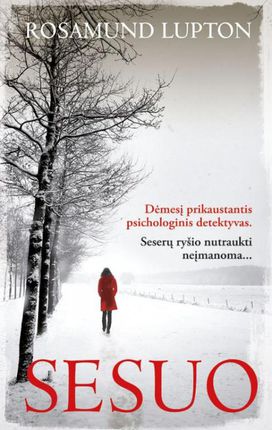 ROSAMUND LUPTON
Dėmesį prikaustantis
psichologinis detektyvas.
Seserų ryšio nutraukti
neįmanoma...
SESUO